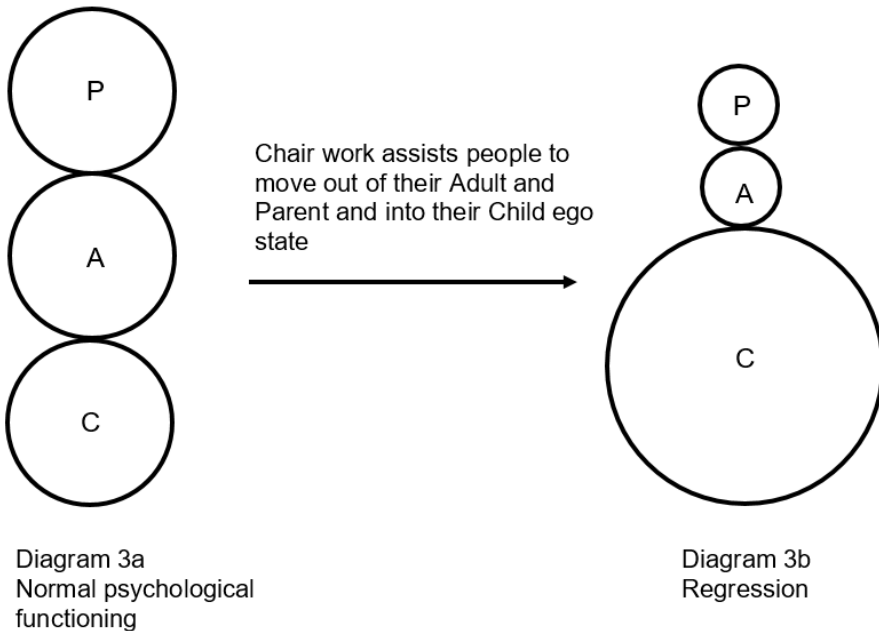 P
A
C
Chair work assists people to
move out of their Adult and
Parent and into their Child ego
state
P
A
C
Diagram 3a
Normal psychological
functioning
Diagram 3b
Regression